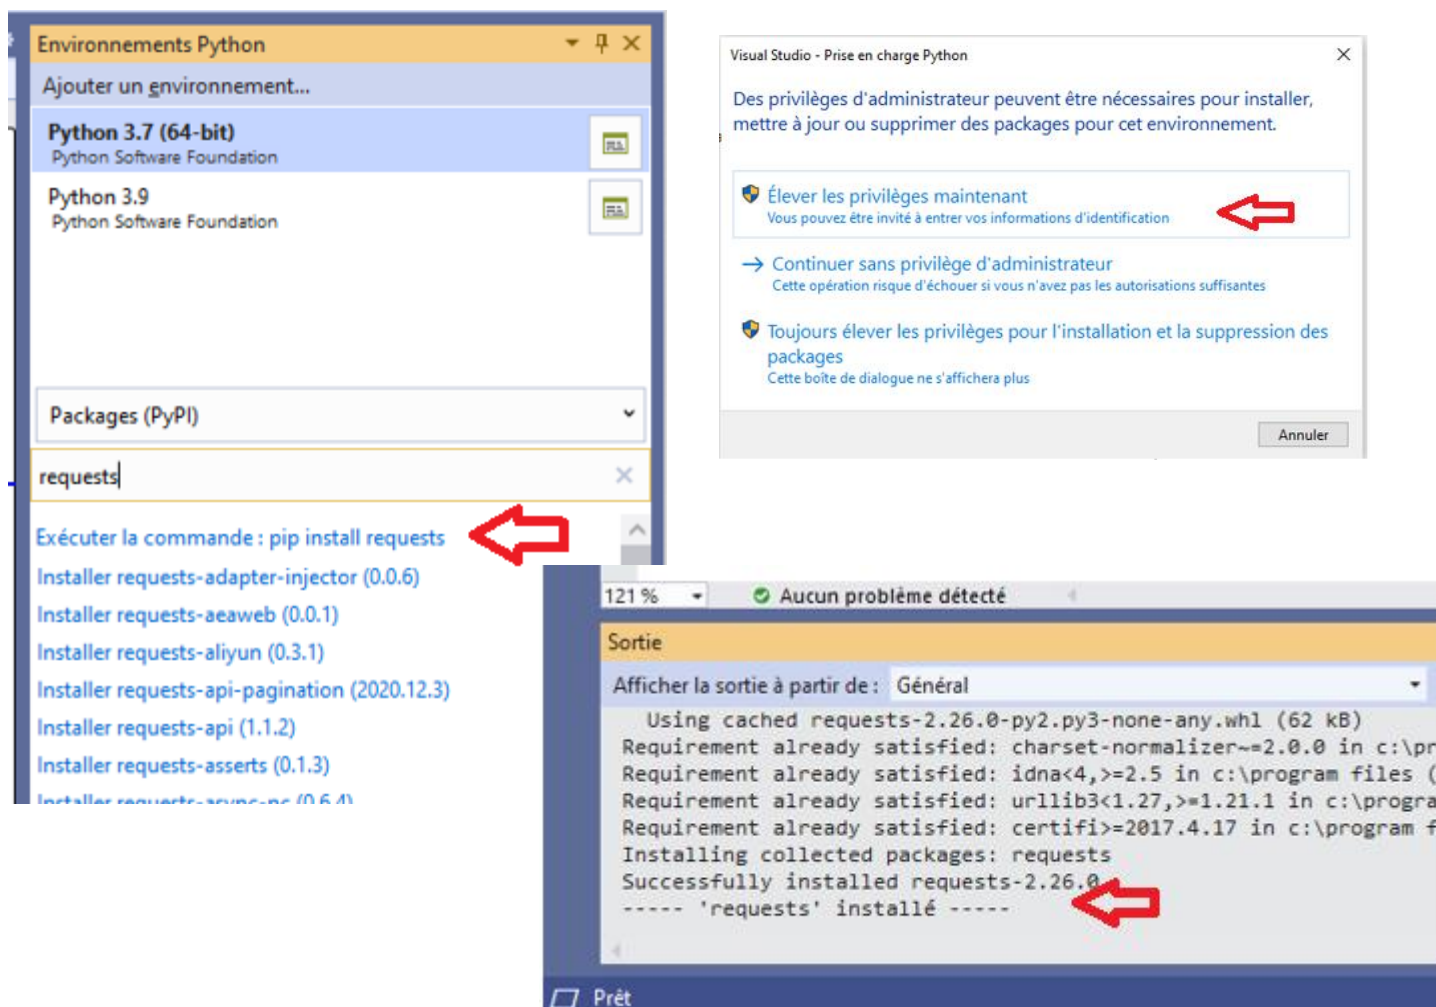 Environnements Python
Ajouter un environnement...
Python 3.7 (64-bit)
Python Software Foundation
Python 3.9
Python Software Foundation
Packages (PyPI)
requests
Exécuter la commande : pip install requests
Installer requests-adapter-injector (0.0.6)
Installer requests-aeaweb (0.0.1)
Installer requests-aliyun (0.3.1)
Installer requests-api-pagination (2020.12.3)
Installer requests-api (1.1.2)
Installer requests-asserts (0.1.3)
Installer requests-async-nc (0.6.4)
Visual Studio - Prise en charge Python
Des privilèges d'administrateur peuvent être nécessaires pour installer,
mettre à jour ou supprimer des packages pour cet environnement.
Élever les privilèges maintenant
Vous pouvez être invité à entrer vos informations d'identification
Continuer sans privilège d'administrateur
Cette opération risque d'échouer si vous n'avez pas les autorisations suffisantes
Toujours élever les privilèges pour l'installation et la suppression des
packages
Cette boîte de dialogue ne s'affichera plus
Annuler
121 %
Aucun problème détecté
Sortie
Afficher la sortie à partir de : Général
Using cached requests-2.26.0-py2.py3-none-any.whl (62 kB)
Requirement already satisfied: charset-normalizer~=2.0.0 in c:\pr
Requirement already satisfied: idna<4,>=2.5 in c:\program files (
Requirement already satisfied: urllib3<1.27,>=1.21.1 in c:\progra
Requirement already satisfied: certifi>=2017.4.17 in c:\program f
Installing collected packages: requests
Successfully installed requests-2.26.0
----- 'requests' installé -----
Prêt